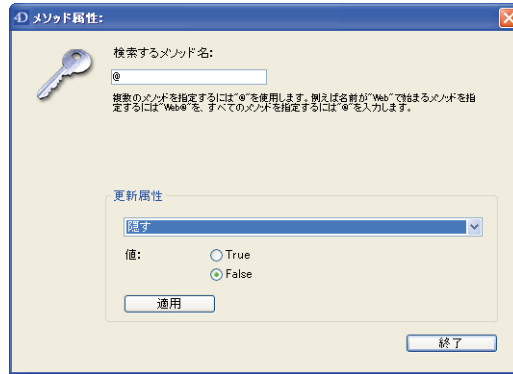 4D メソッド属性:
検索するメソッド名:
@
複数のメソッドを指定するには"@"を使用します。例えば名前が"Web"で始まるメソッドを指
定するには"Web@"を、すべてのメソッドを指定するには"@"を入力します。
更新属性
隠す
値:
True
False
適用
終了